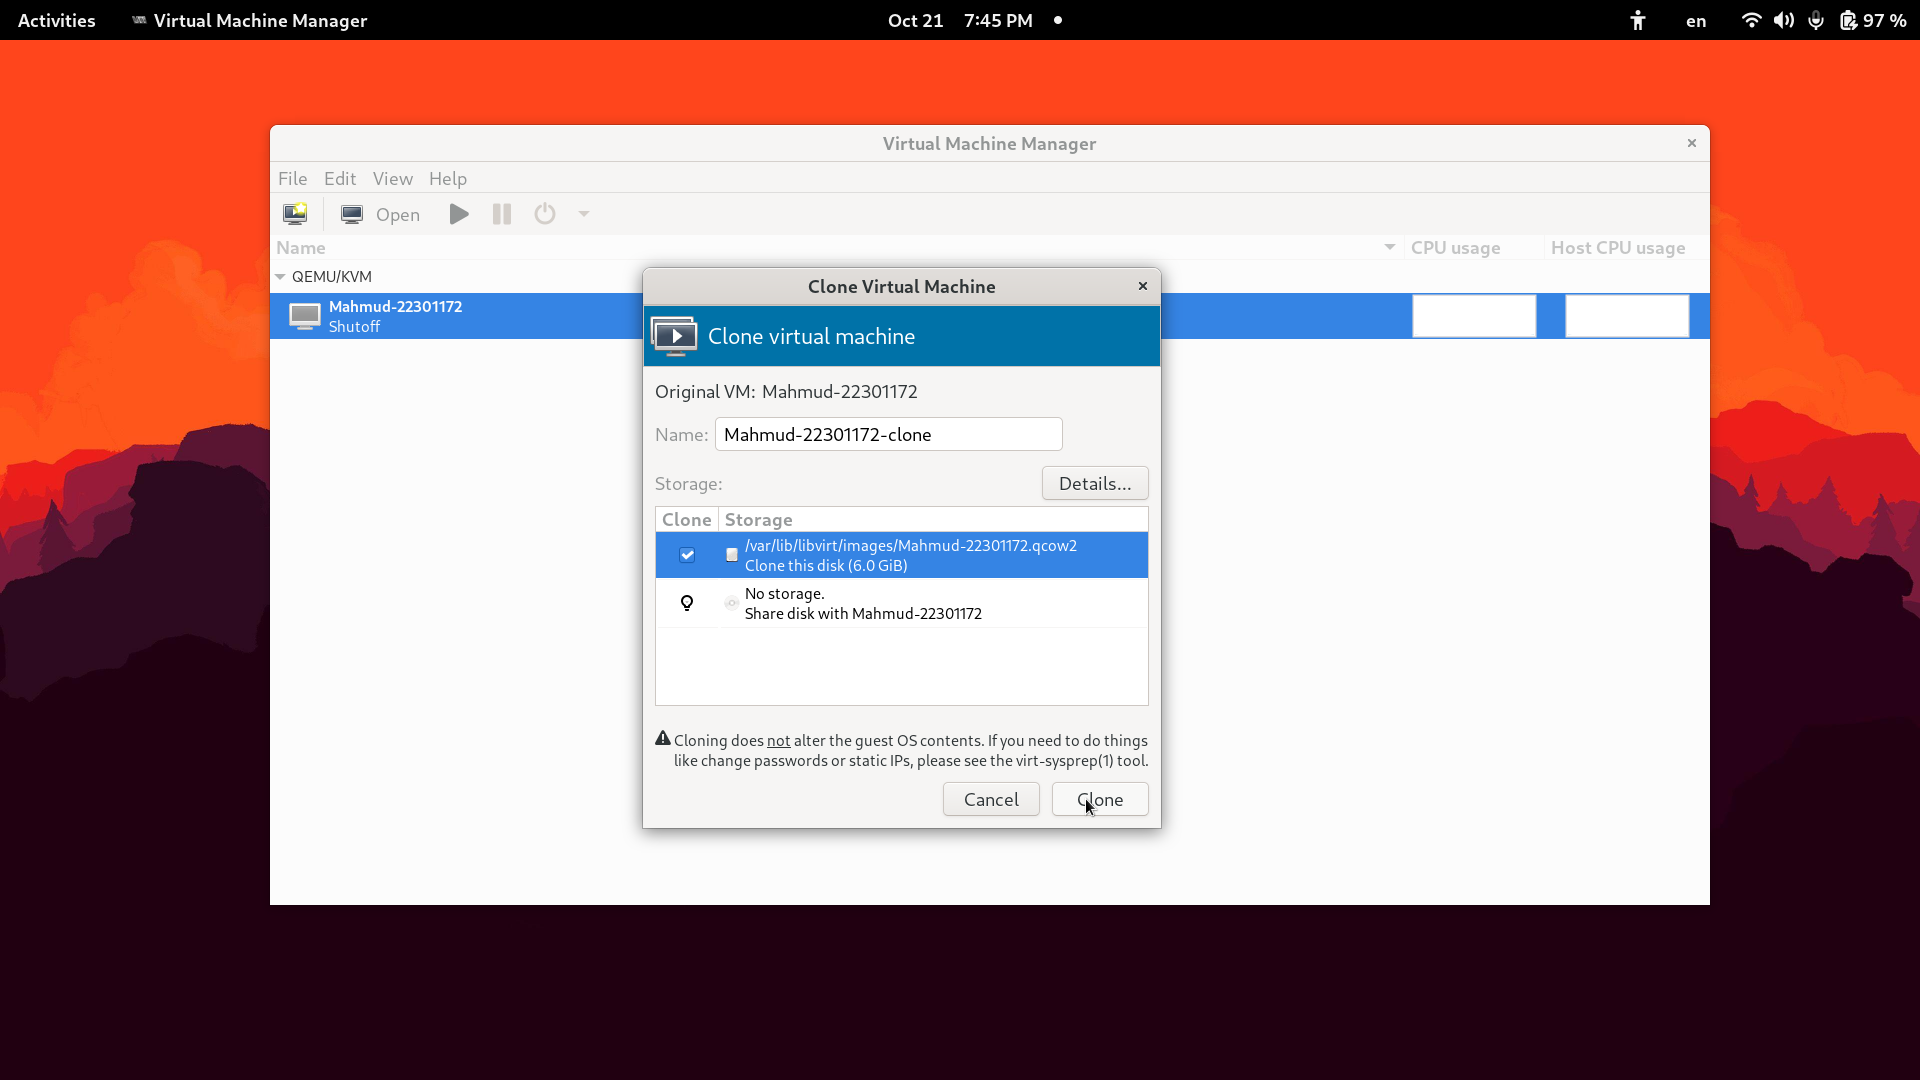 Activities Virtual Machine Manager Oct 21 7:45 PM en 97 %
Virtual Machine Manager
File Edit View Help
Open
Name CPU usage Host CPU usage
QEMU/KVM
Mahmud-22301172
Shutoff
Clone Virtual Machine
Clone virtual machine
Original VM: Mahmud-22301172
Name: Mahmud-22301172-clone
Storage: Details...
Clone Storage
/var/lib/libvirt/images/Mahmud-22301172.qcow2
Clone this disk (6.0 GiB)
No storage.
Share disk with Mahmud-22301172
Cloning does not alter the guest OS contents. If you need to do things
like change passwords or static IPs, please see the virt-sysprep(1) tool.
Cancel Clone